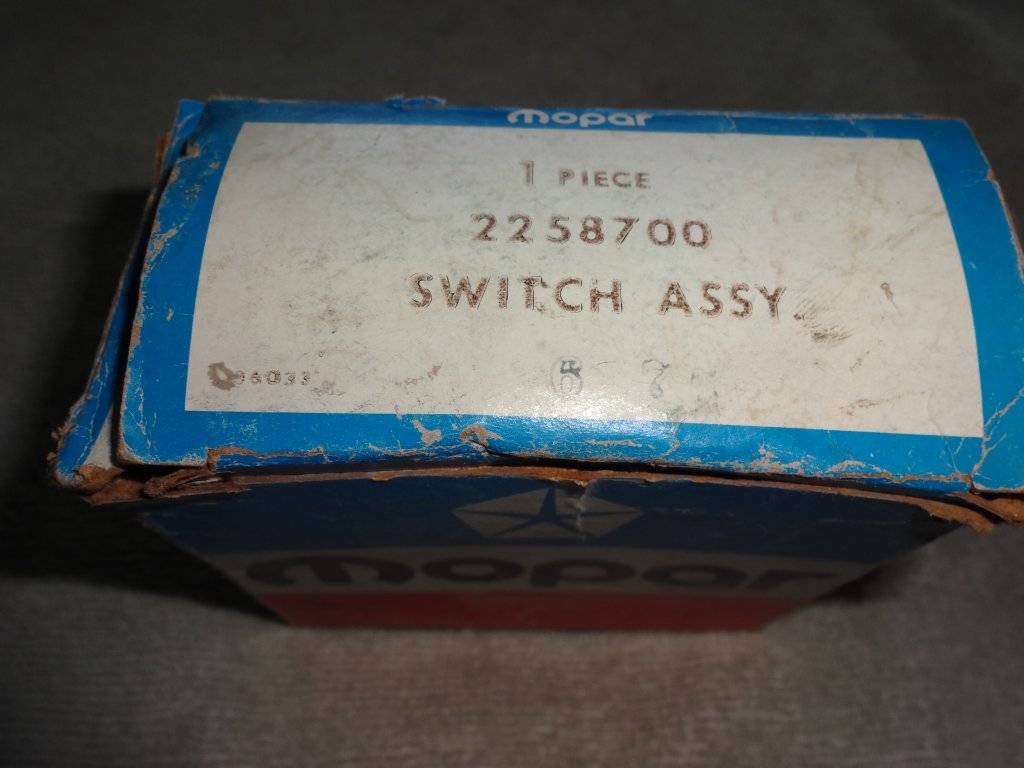 mopar
1 PIECE
2258700
SWITCH ASSY.
mopar